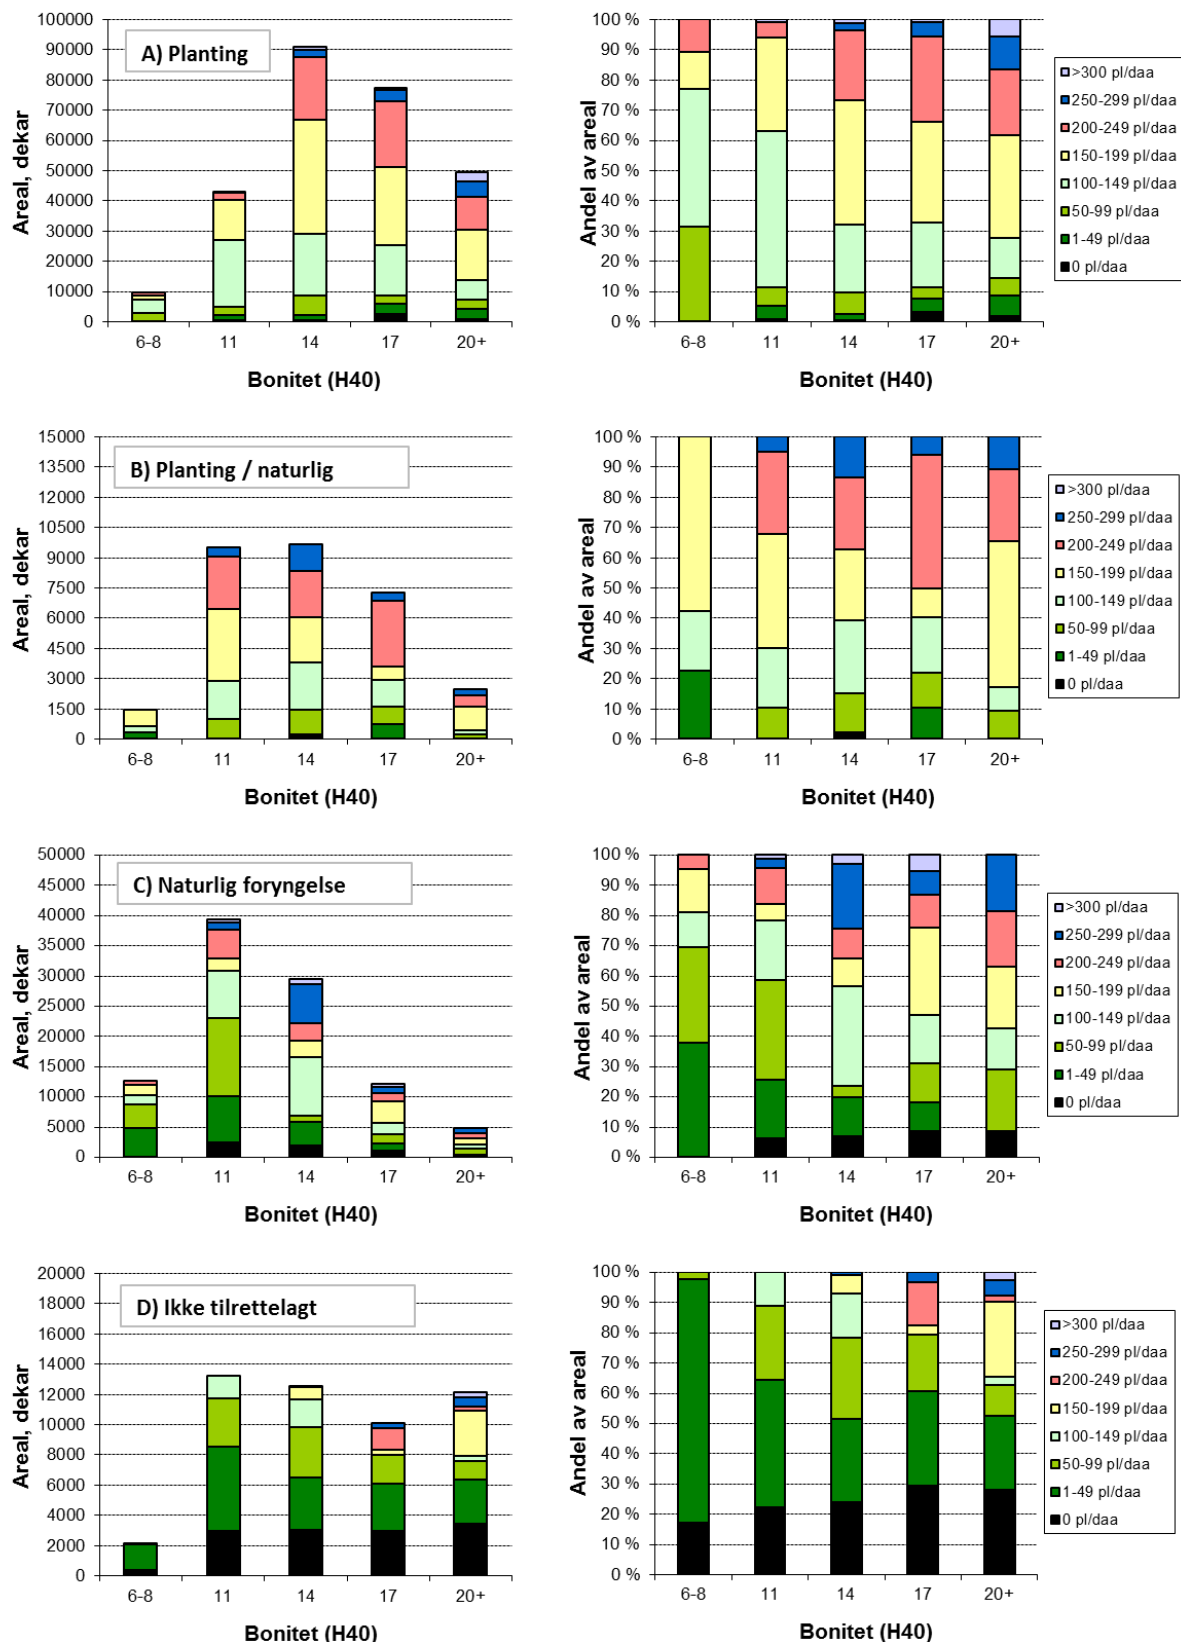 A) Planting
Areal, dekar
100000
90000
80000
70000
60000
50000
40000
30000
20000
10000
0
6-8 11 14 17 20+
Bonitet (H40)
Andel av areal
100 %
90 %
80 %
70 %
60 %
50 %
40 %
30 %
20 %
10 %
0 %
6-8 11 14 17 20+
Bonitet (H40)
>300 pl/daa
250-299 pl/daa
200-249 pl/daa
150-199 pl/daa
100-149 pl/daa
50-99 pl/daa
1-49 pl/daa
0 pl/daa
B) Planting / naturlig
Areal, dekar
15000
13500
12000
10500
9000
7500
6000
4500
3000
1500
0
6-8 11 14 17 20+
Bonitet (H40)
Andel av areal
100 %
90 %
80 %
70 %
60 %
50 %
40 %
30 %
20 %
10 %
0 %
6-8 11 14 17 20+
Bonitet (H40)
>300 pl/daa
250-299 pl/daa
200-249 pl/daa
150-199 pl/daa
100-149 pl/daa
50-99 pl/daa
1-49 pl/daa
0 pl/daa
C) Naturlig foryngelse
Areal, dekar
50000
45000
40000
35000
30000
25000
20000
15000
10000
5000
0
6-8 11 14 17 20+
Bonitet (H40)
Andel av areal
100 %
90 %
80 %
70 %
60 %
50 %
40 %
30 %
20 %
10 %
0 %
6-8 11 14 17 20+
Bonitet (H40)
>300 pl/daa
250-299 pl/daa
200-249 pl/daa
150-199 pl/daa
100-149 pl/daa
50-99 pl/daa
1-49 pl/daa
0 pl/daa
D) Ikke tilrettelagt
Areal, dekar
20000
18000
16000
14000
12000
10000
8000
6000
4000
2000
0
6-8 11 14 17 20+
Bonitet (H40)
Andel av areal
100 %
90 %
80 %
70 %
60 %
50 %
40 %
30 %
20 %
10 %
0 %
6-8 11 14 17 20+
Bonitet (H40)
>300 pl/daa
250-299 pl/daa
200-249 pl/daa
150-199 pl/daa
100-149 pl/daa
50-99 pl/daa
1-49 pl/daa
0 pl/daa